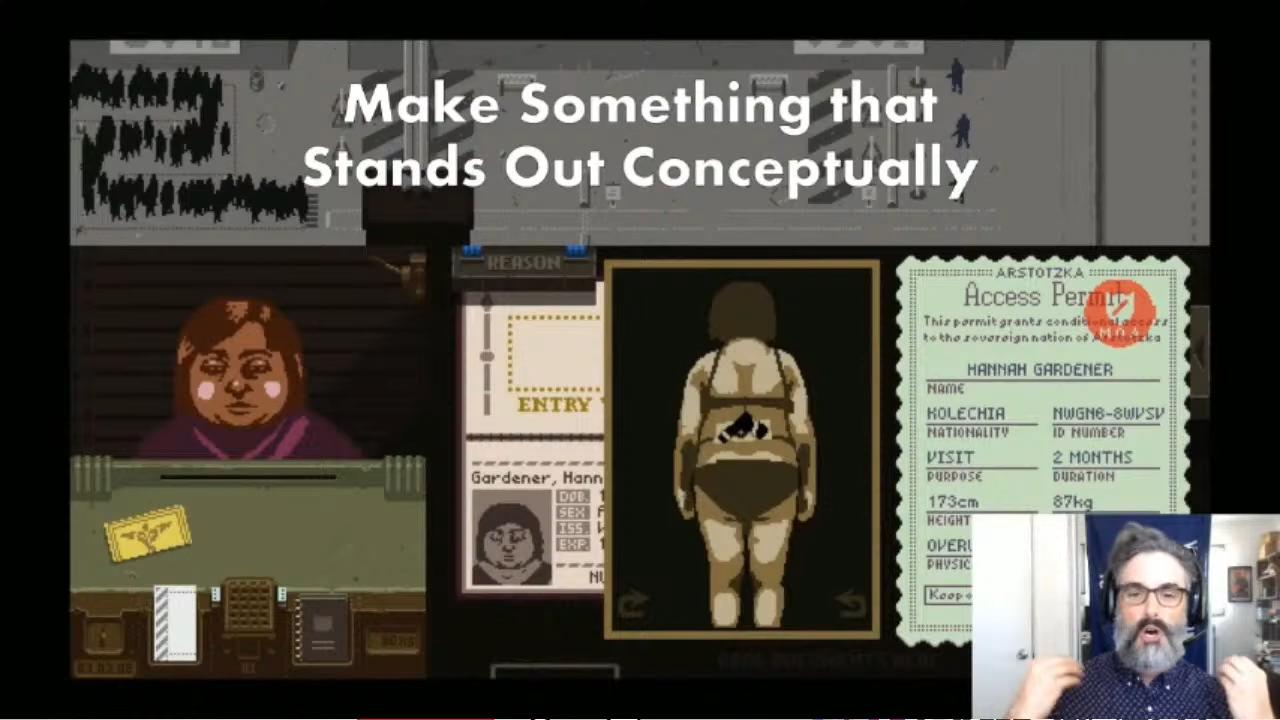 Make Something that
Stands Out Conceptually
REASON
ENTRY
Gardener, Hann
DOB.
SEX
ISS.
EXP.
ARSTOTZKA
Access Permit
This permit grants conditional access
to the sovereign nation of Arstotzka
HANNAH GARDENER
NAME
KOLECHIA
NWGN6-8WVSV
NATIONALITY
ID NUMBER
VISIT
2 MONTHS
PURPOSE
DURATION
173cm
87kg
HEIGHT
PHYSIC